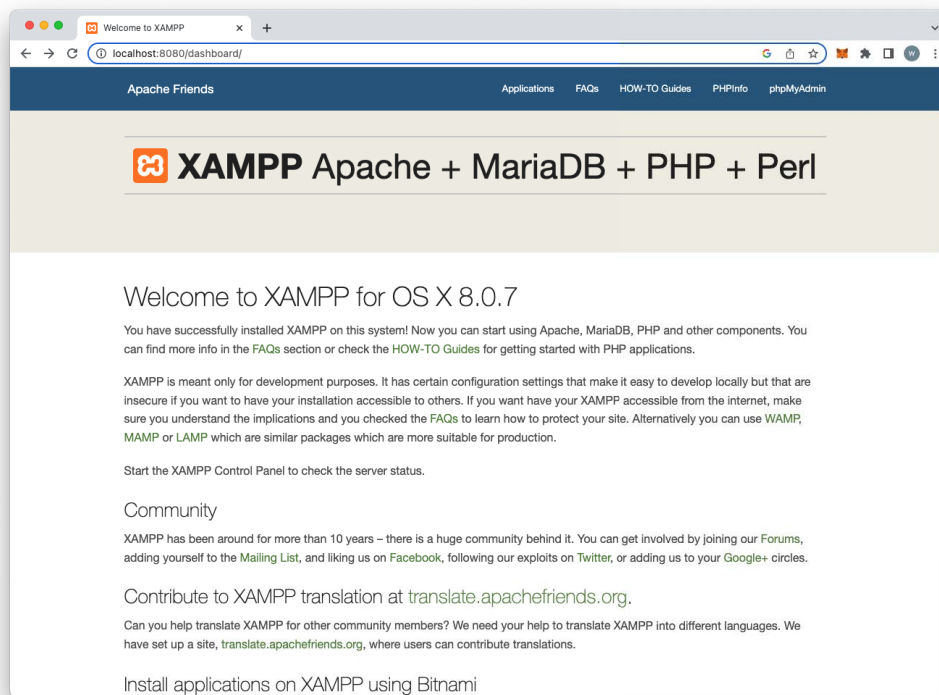 Welcome to XAMPP
localhost:8080/dashboard/
W
Apache Friends
Applications FAQs HOW-TO Guides PHPInfo phpMyAdmin
XAMPP Apache + MariaDB + PHP + Perl
Welcome to XAMPP for OS X 8.0.7
You have successfully installed XAMPP on this system! Now you can start using Apache, MariaDB, PHP and other components. You
can find more info in the FAQs section or check the HOW-TO Guides for getting started with PHP applications.
XAMPP is meant only for development purposes. It has certain configuration settings that make it easy to develop locally but that are
insecure if you want to have your installation accessible to others. If you want have your XAMPP accessible from the internet, make
sure you understand the implications and you checked the FAQs to learn how to protect your site. Alternatively you can use WAMP,
MAMP or LAMP which are similar packages which are more suitable for production.
Start the XAMPP Control Panel to check the server status.
Community
XAMPP has been around for more than 10 years – there is a huge community behind it. You can get involved by joining our Forums,
adding yourself to the Mailing List, and liking us on Facebook, following our exploits on Twitter, or adding us to your Google+ circles.
Contribute to XAMPP translation at translate.apachefriends.org.
Can you help translate XAMPP for other community members? We need your help to translate XAMPP into different languages. We
have set up a site, translate.apachefriends.org, where users can contribute translations.
Install applications on XAMPP using Bitnami